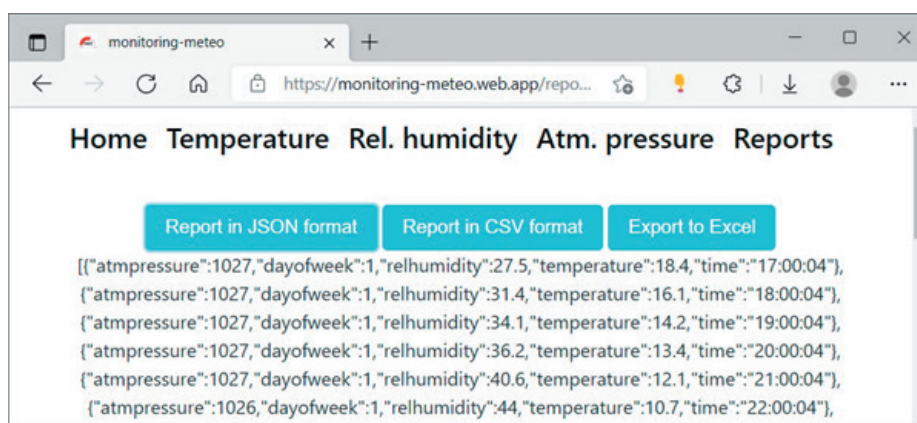 monitoring-meteo
https://monitoring-meteo.web.app/repo...
Home Temperature Rel. humidity Atm. pressure Reports
Report in JSON format Report in CSV format Export to Excel
[{"atmpressure":1027,"dayofweek":1,"relhumidity":27.5,"temperature":18.4,"time":"17:00:04"},
{"atmpressure":1027,"dayofweek":1,"relhumidity":31.4,"temperature":16.1,"time":"18:00:04"},
{"atmpressure":1027,"dayofweek":1,"relhumidity":34.1,"temperature":14.2,"time":"19:00:04"},
{"atmpressure":1027,"dayofweek":1,"relhumidity":36.2,"temperature":13.4,"time":"20:00:04"},
{"atmpressure":1027,"dayofweek":1,"relhumidity":40.6,"temperature":12.1,"time":"21:00:04"},
{"atmpressure":1026,"dayofweek":1,"relhumidity":44,"temperature":10.7,"time":"22:00:04"},